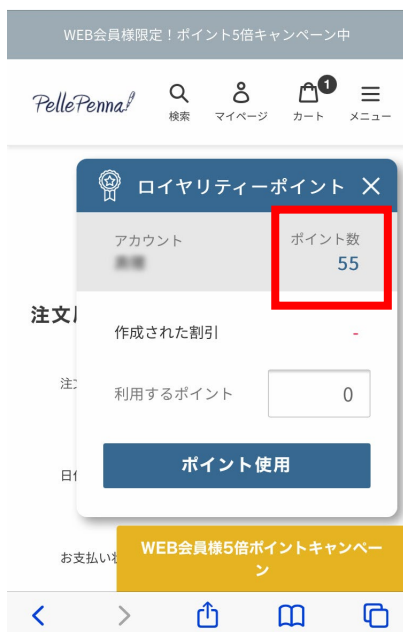 WEB会員様限定！ポイント5倍キャンペーン中
PellePenna!
検索
マイページ
1
カート
メニュー
ロイヤリティーポイント
アカウント
ポイント数
55
注文
作成された割引
-
注文
利用するポイント
0
日付
ポイント使用
お支払い
WEB会員様5倍ポイントキャンペー
ン